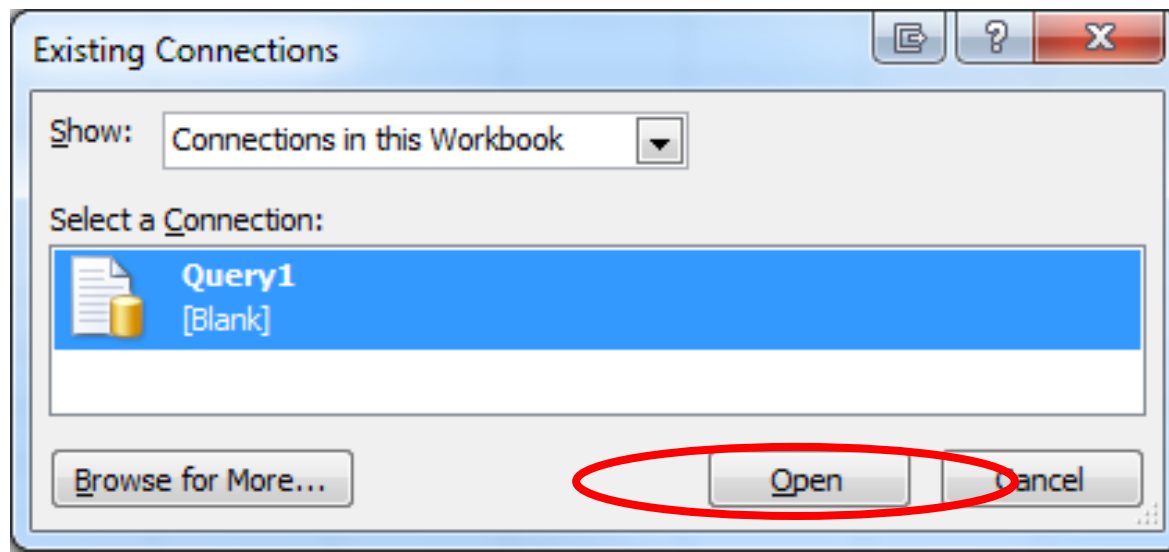 Existing Connections
Show: Connections in this Workbook
Select a Connection:
Query1
[Blank]
Browse for More... Open Cancel